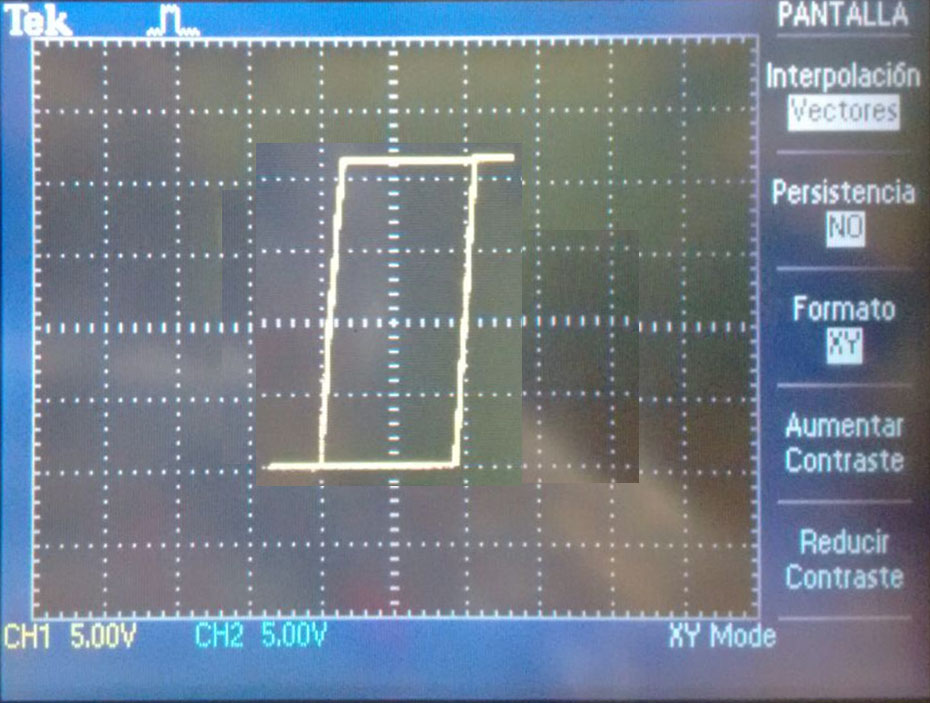 Tek
PANTALLA
Interpolación
Vectores
Persistencia
NO
Formato
XY
Aumentar
Contraste
Reducir
Contraste
CH1 5.00V CH2 5.00V XY Mode